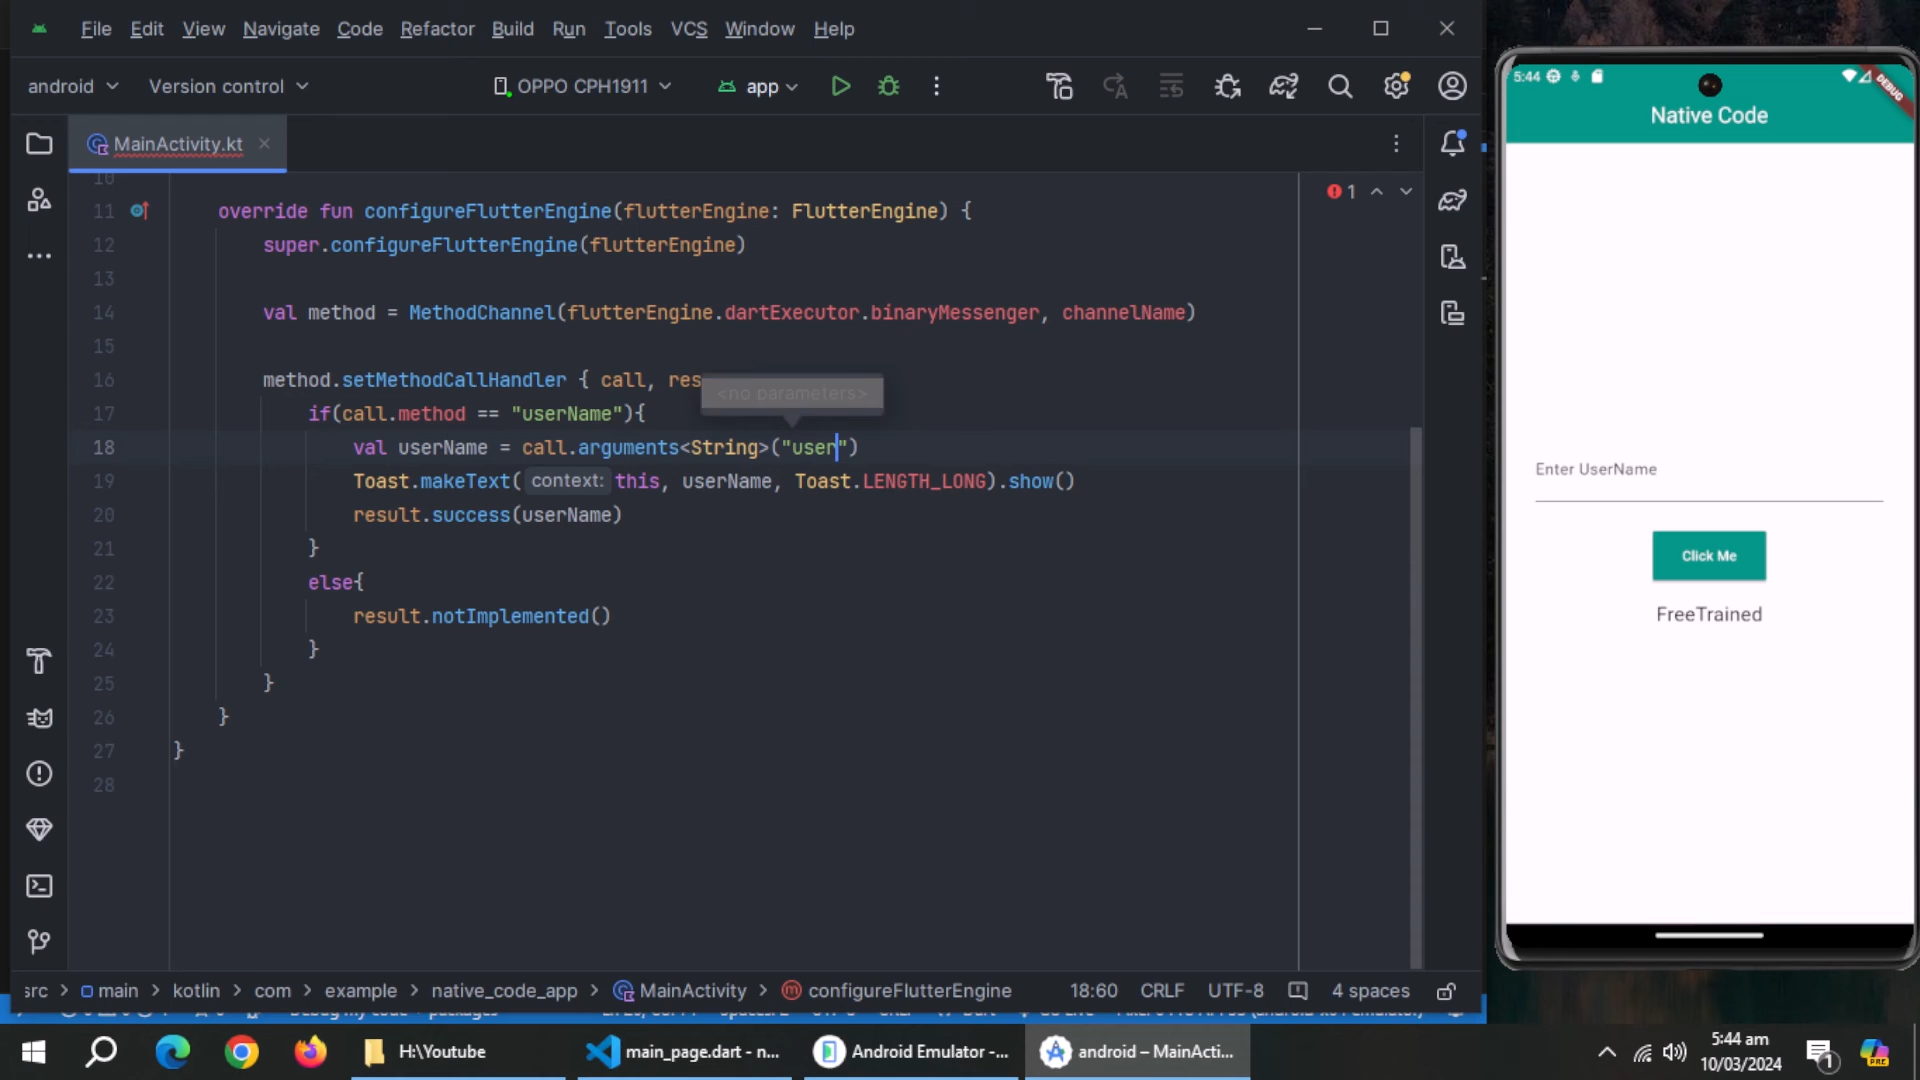 File Edit View Navigate Code Refactor Build Run Tools VCS Window Help
android Version control OPPO CPH1911 app
MainActivity.kt
10
11 override fun configureFlutterEngine(flutterEngine: FlutterEngine) {
12 super.configureFlutterEngine(flutterEngine)
13
14 val method = MethodChannel(flutterEngine.dartExecutor.binaryMessenger, channelName)
15
16 method.setMethodCallHandler { call, res
<no parameters>
17 if(call.method == "userName"){
18 val userName = call.arguments<String>("user")
19 Toast.makeText( context: this, userName, Toast.LENGTH_LONG).show()
20 result.success(userName)
21 }
22 else{
23 result.notImplemented()
24 }
25 }
26 }
27 }
28
1
src > main > kotlin > com > example > native_code_app > MainActivity > configureFlutterEngine 18:60 CRLF UTF-8 4 spaces
5:44
DEBUG
Native Code
Enter UserName
Click Me
FreeTrained
H:\Youtube main_page.dart - n... Android Emulator -... android – MainActi...
5:44 am
10/03/2024
1
PRE